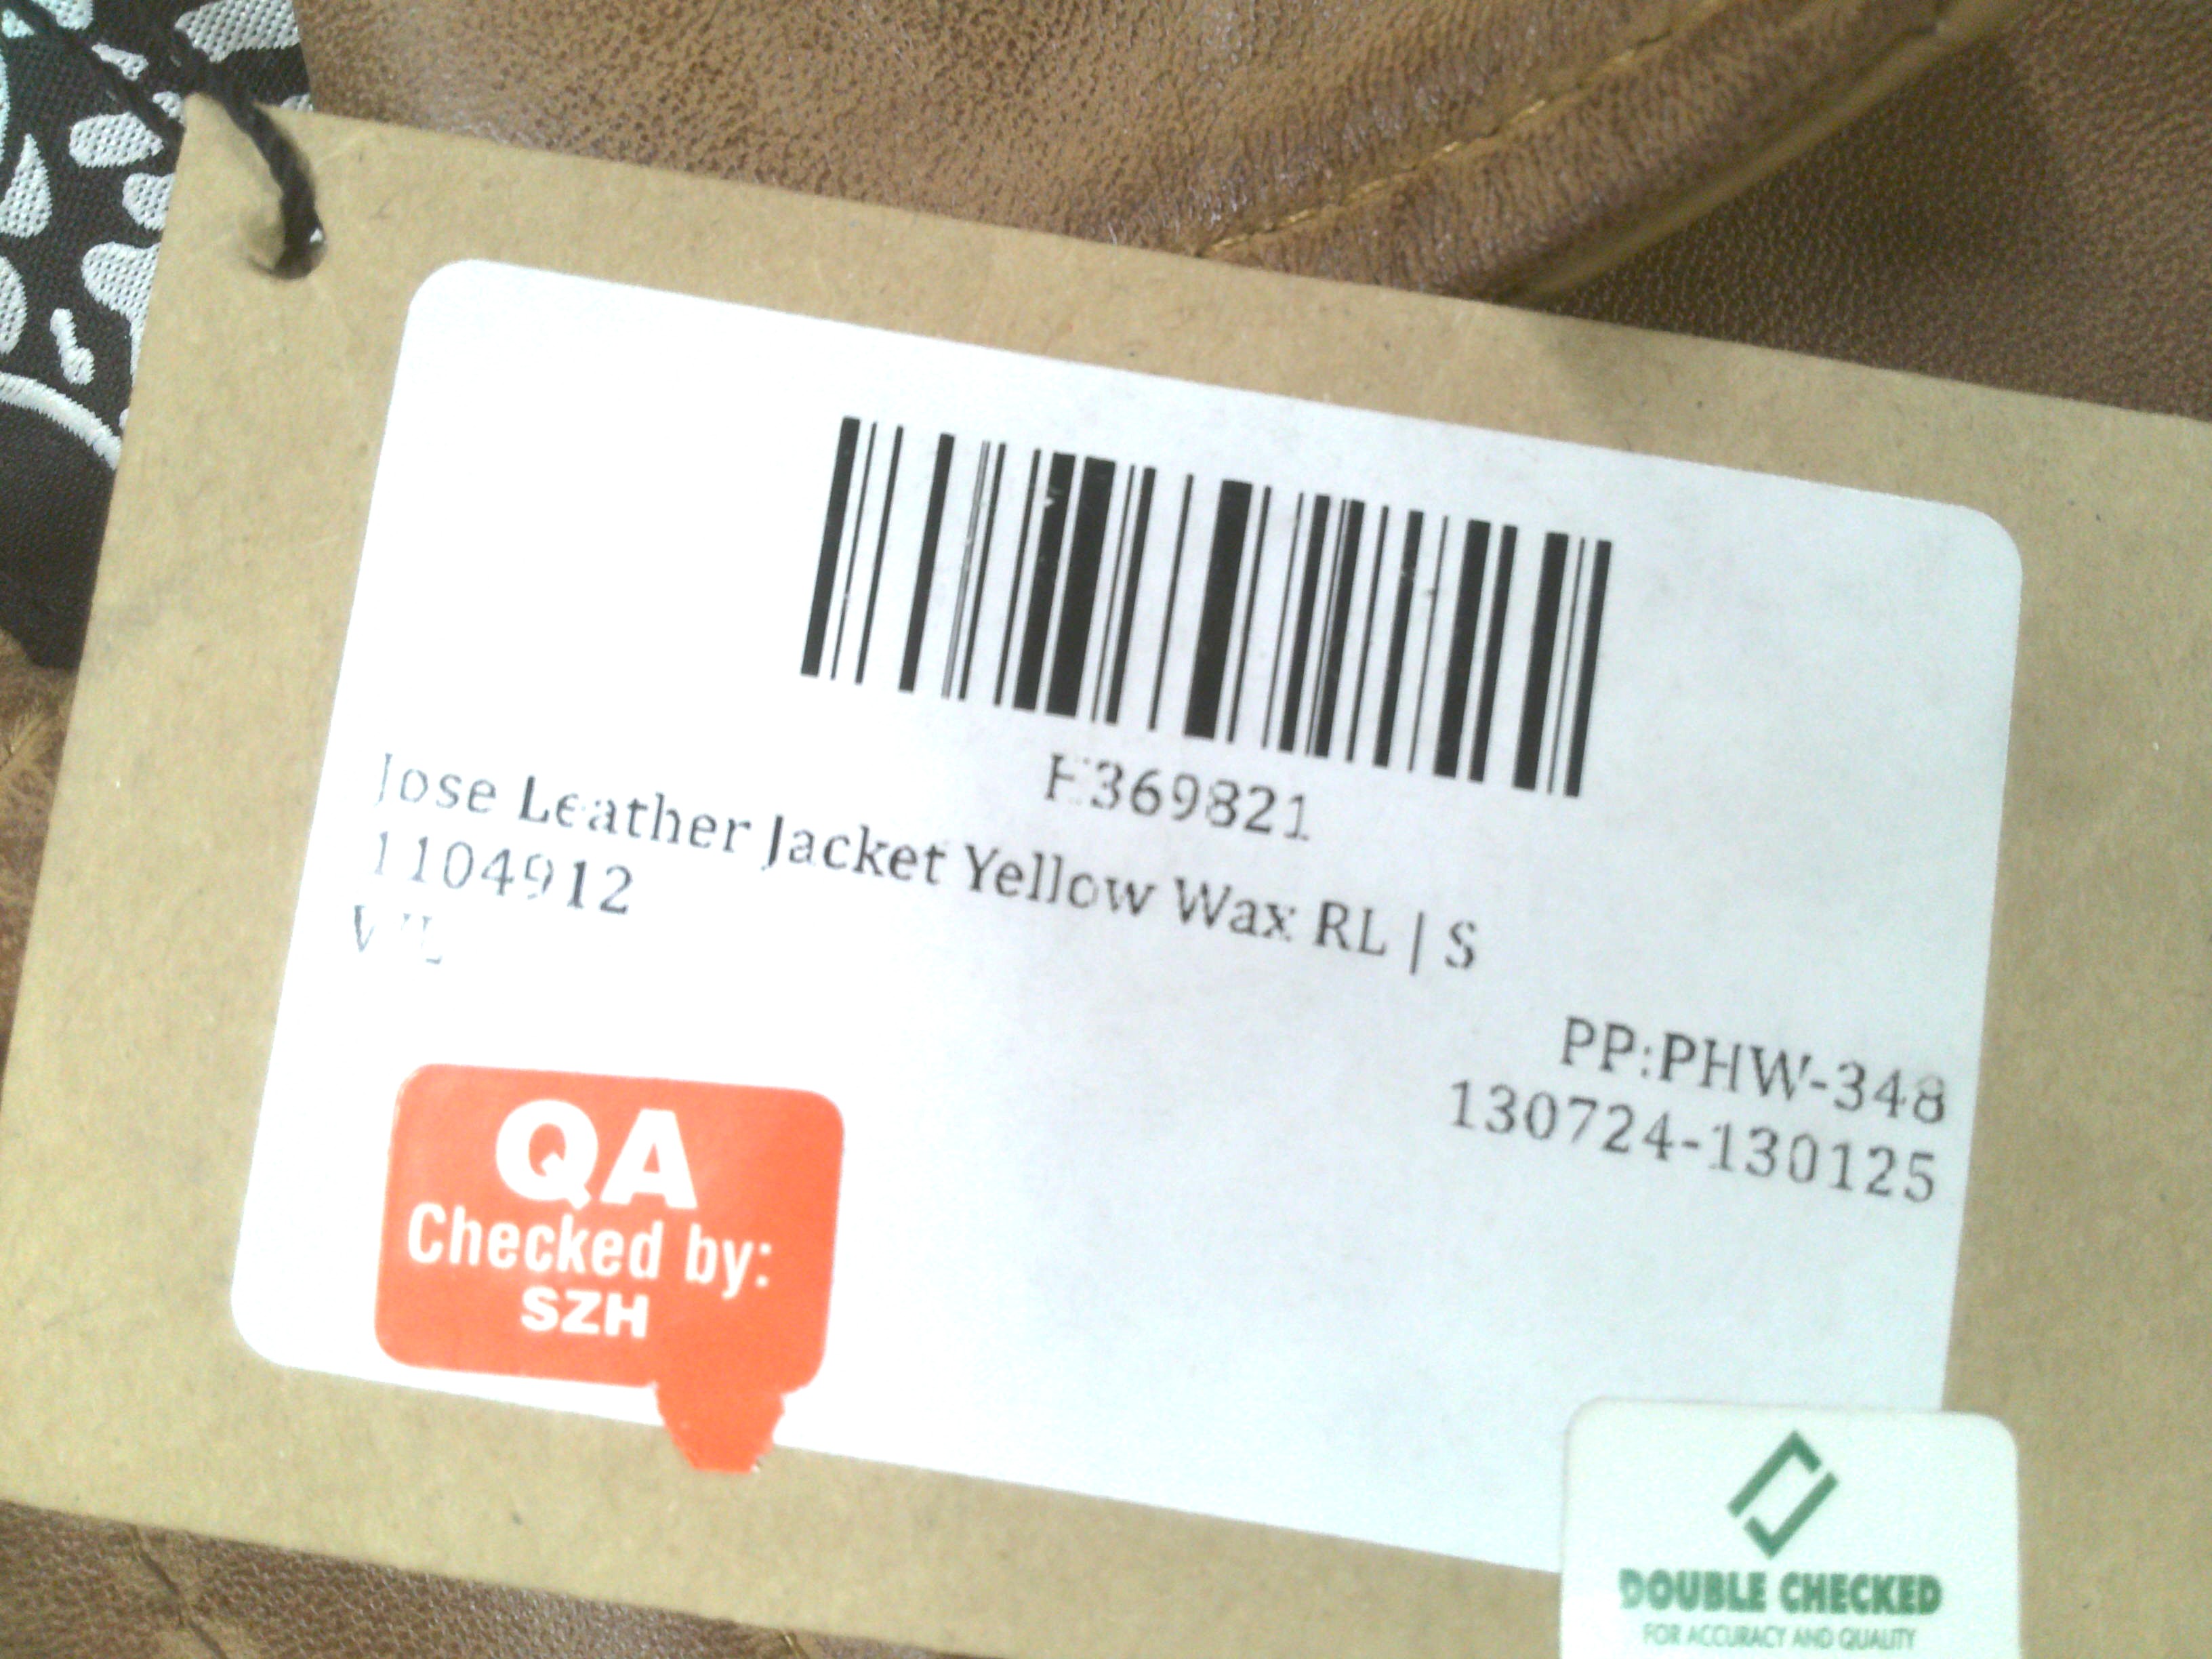 369821
Jose Leather Jacket Yellow Wax RL | S
1104912
PP:PHW-348
130724-130125
QA
Checked by:
SZH
DOUBLE CHECKED
FOR ACCURACY AND QUALITY